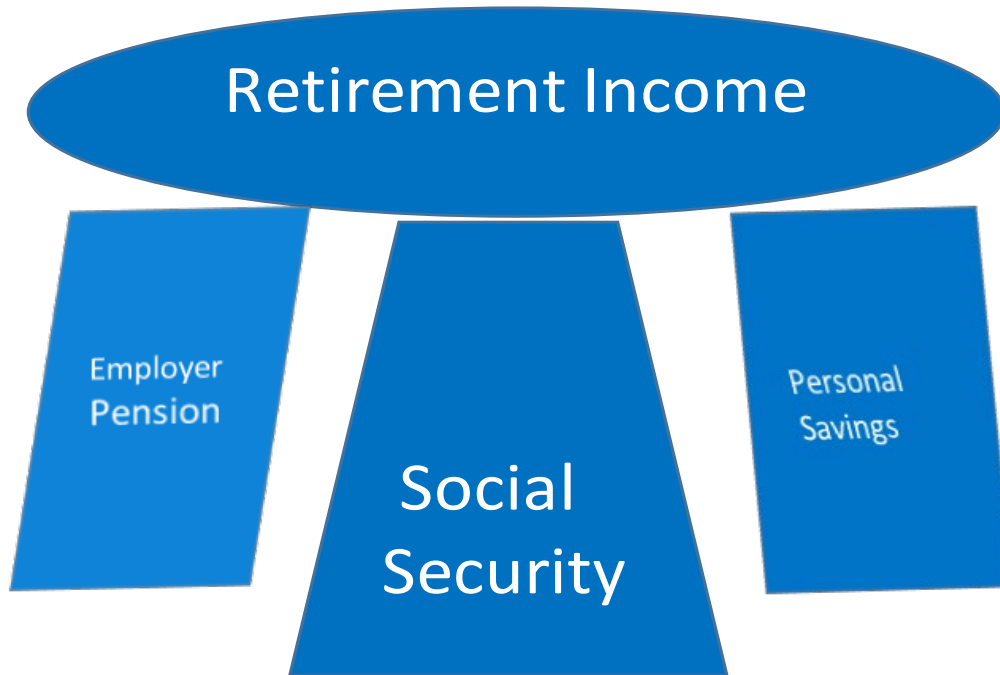 Retirement Income
Employer
Pension
Social
Security
Personal
Savings